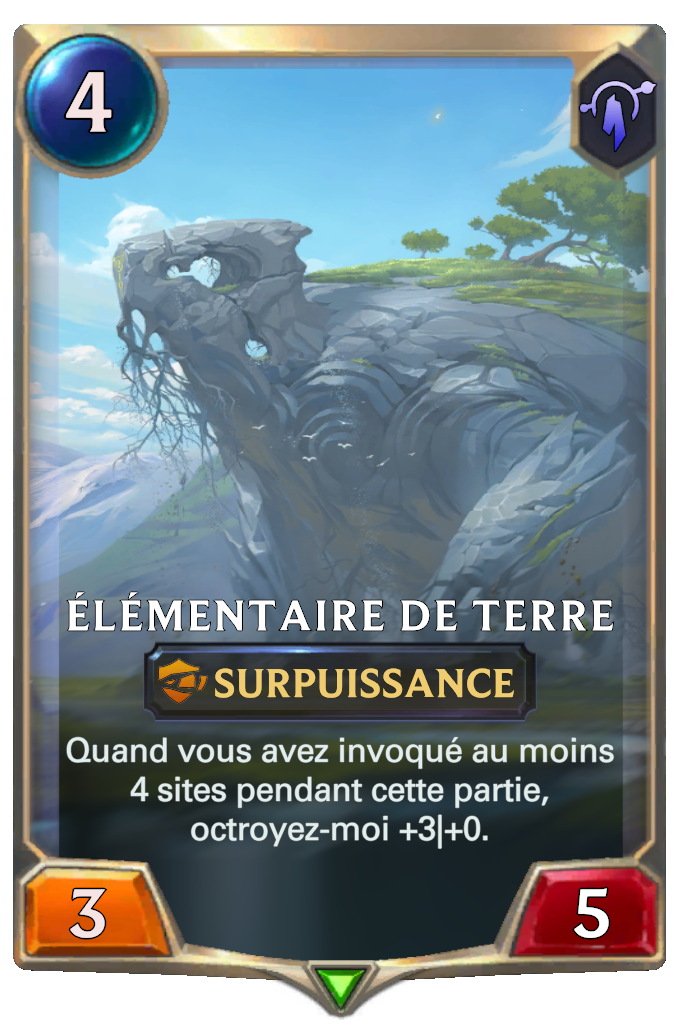 4
ÉLÉMENTAIRE DE TERRE
SURPUISSANCE
Quand vous avez invoqué au moins
4 sites pendant cette partie,
octroyez-moi +3|+0.
3
5